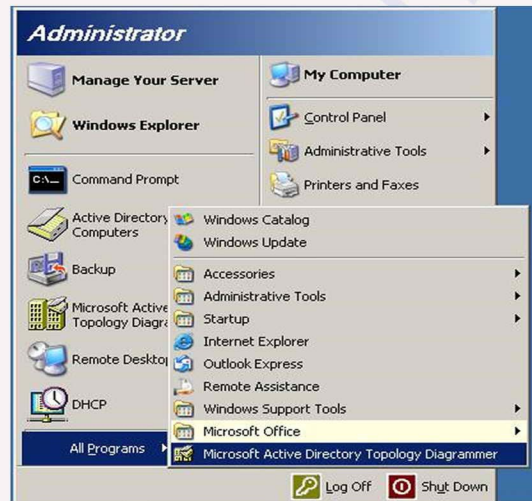 Administrator
Manage Your Server
Windows Explorer
Command Prompt
Active Directory
Computers
Backup
Microsoft Active
Topology Diagra
Remote Deskto
DHCP
All Programs
My Computer
Control Panel
Administrative Tools
Printers and Faxes
Windows Catalog
Windows Update
Accessories
Administrative Tools
Startup
Internet Explorer
Outlook Express
Remote Assistance
Windows Support Tools
Microsoft Office
Microsoft Active Directory Topology Diagrammer
Log Off
Shut Down